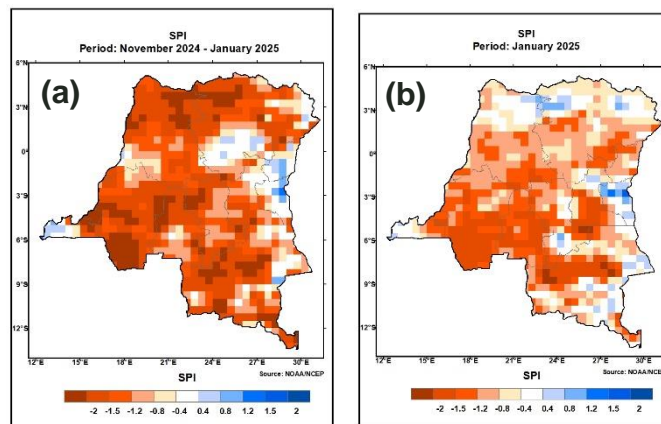 SPI
Period: November 2024 - January 2025
(a)
6°N
3°N
0°
3°S
6°S
9°S
12°S
12°E 15°E 18°E 21°E 24°E 27°E 30°E
Source: NOAA/NCEP
SPI
-2 -1.5 -1.2 -0.8 -0.4 0.4 0.8 1.2 1.5 2
SPI
Period: January 2025
(b)
6°N
3°N
0°
3°S
6°S
9°S
12°S
12°E 15°E 18°E 21°E 24°E 27°E 30°E
Source: NOAA/NCEP
SPI
-2 -1.5 -1.2 -0.8 -0.4 0.4 0.8 1.2 1.5 2